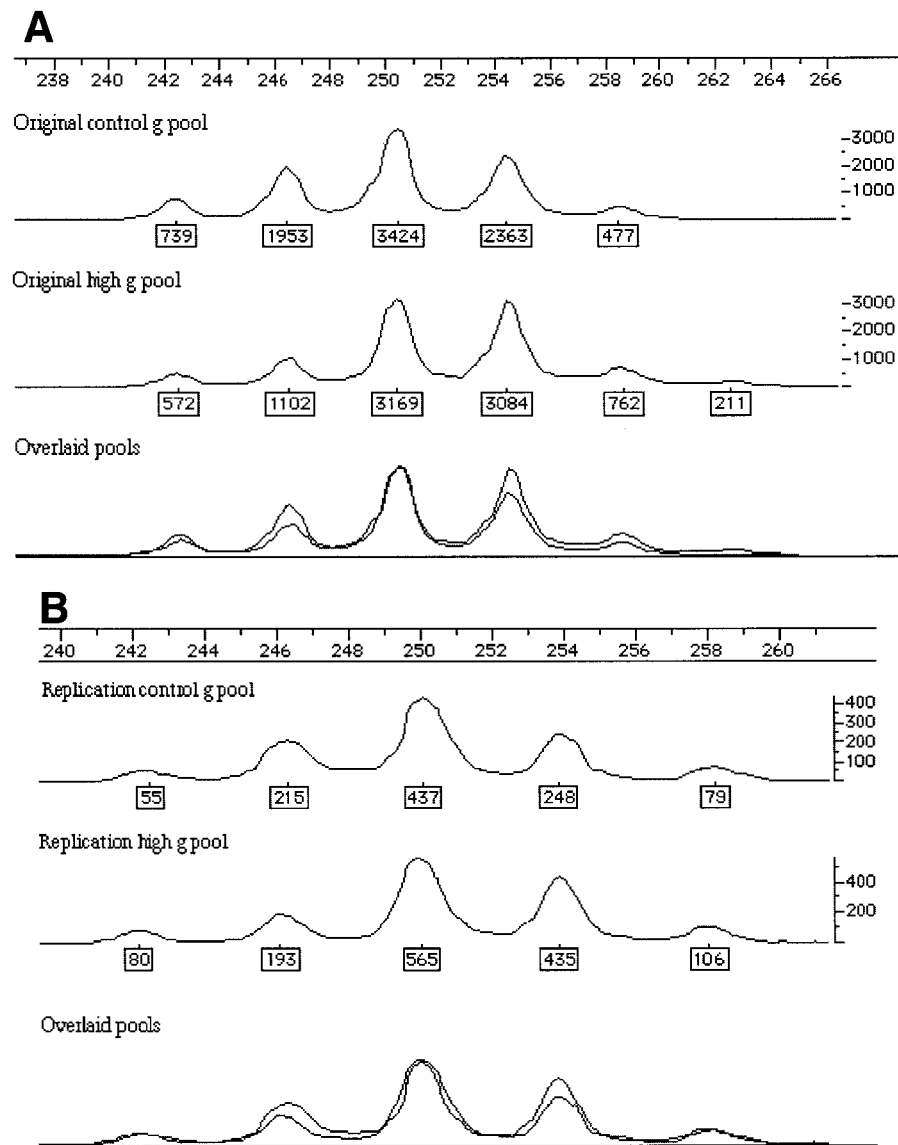 A
238 240 242 244 246 248 250 252 254 256 258 260 262 264 266
Original control g pool
3000
2000
1000
739 1953 3424 2363 477
Original high g pool
3000
2000
1000
572 1102 3169 3084 762 211
Overlaid pools
B
240 242 244 246 248 250 252 254 256 258 260
Replication control g pool
400
300
200
100
55 215 437 248 79
Replication high g pool
400
200
80 193 565 435 106
Overlaid pools